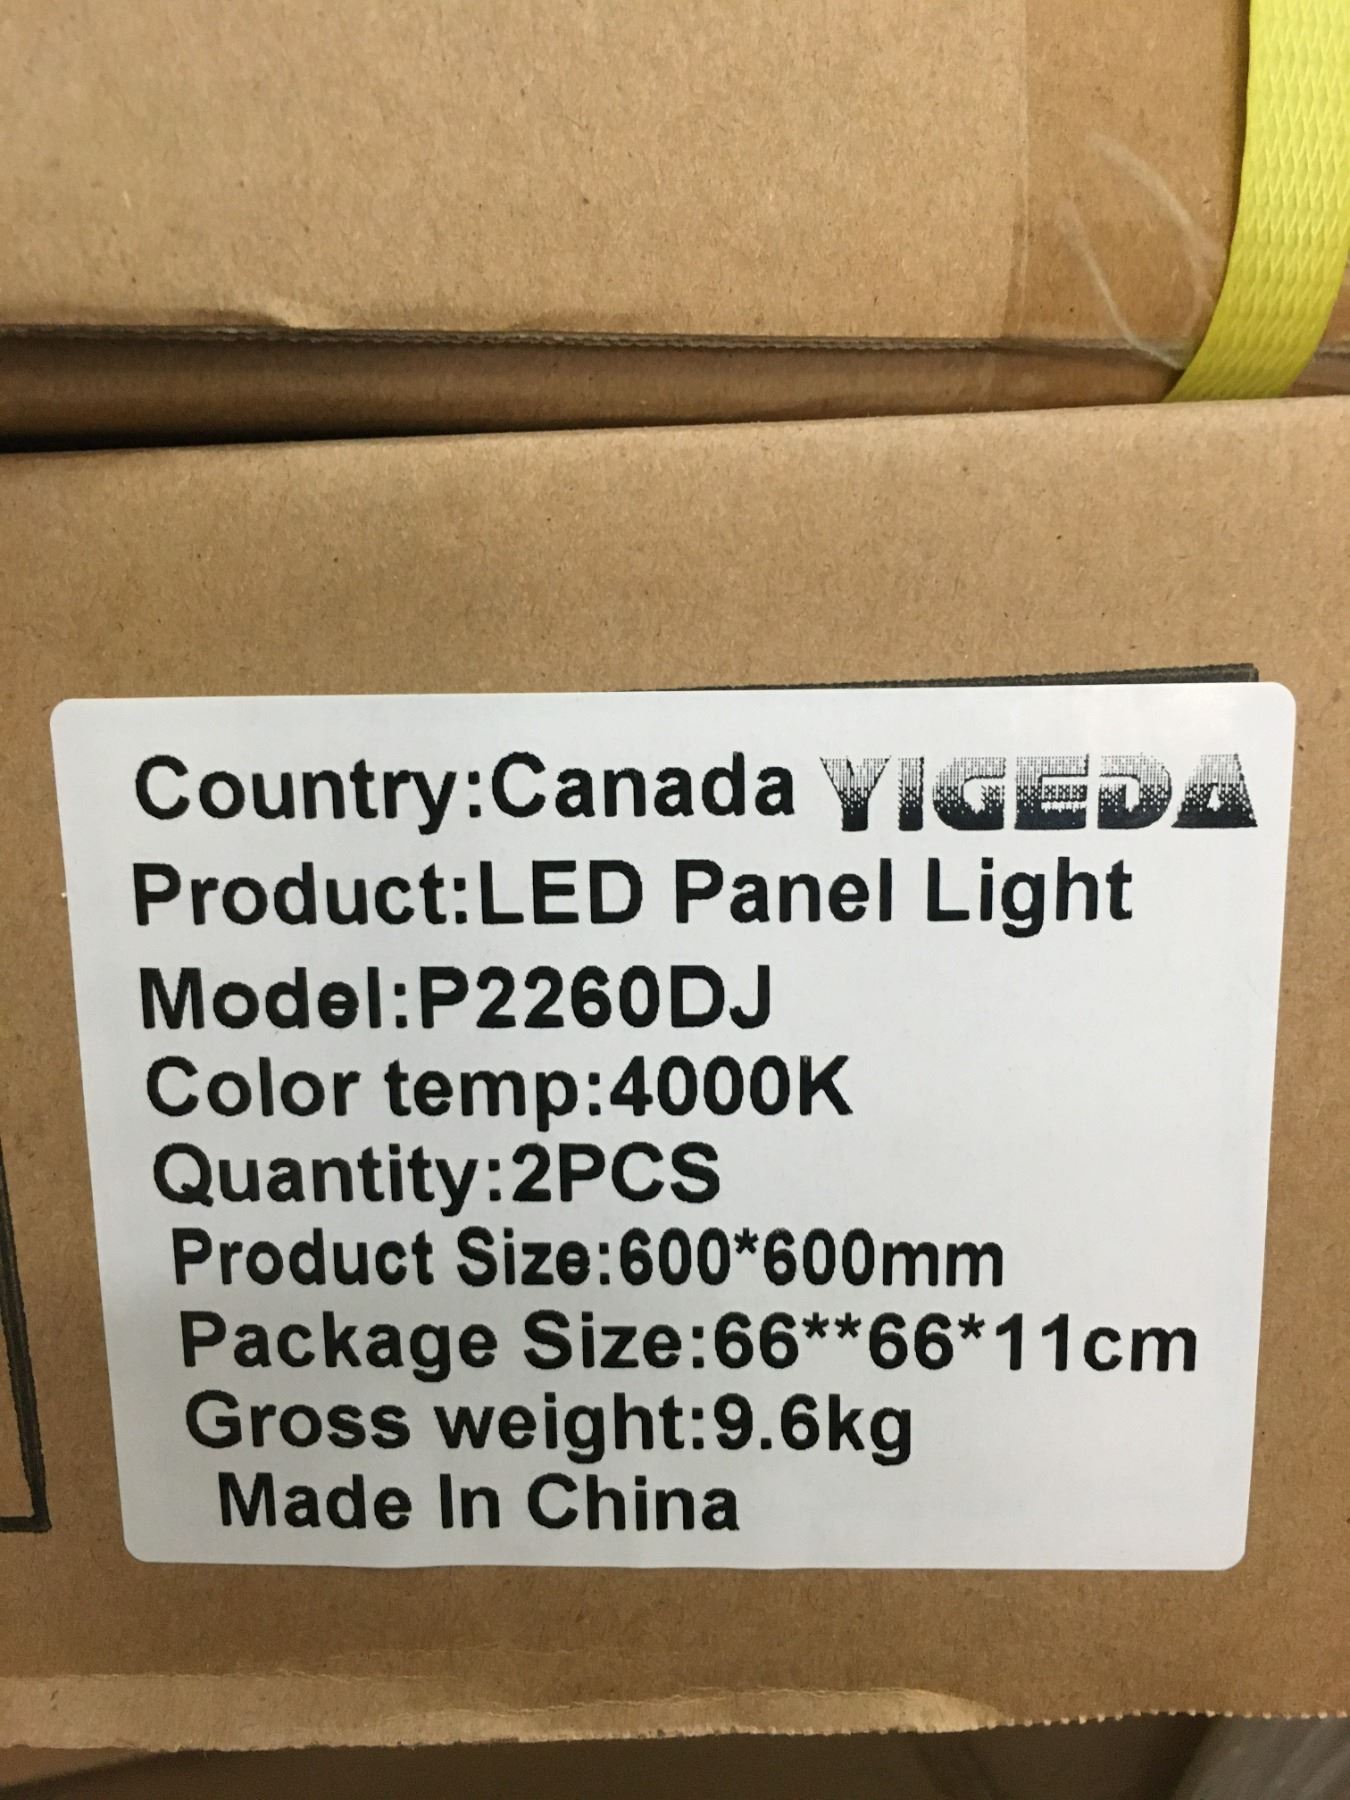 Country:Canada YIGEDA
Product:LED Panel Light
Model:P2260DJ
Color temp:4000K
Quantity:2PCS
Product Size:600*600mm
Package Size:66**66*11cm
Gross weight:9.6kg
Made In China